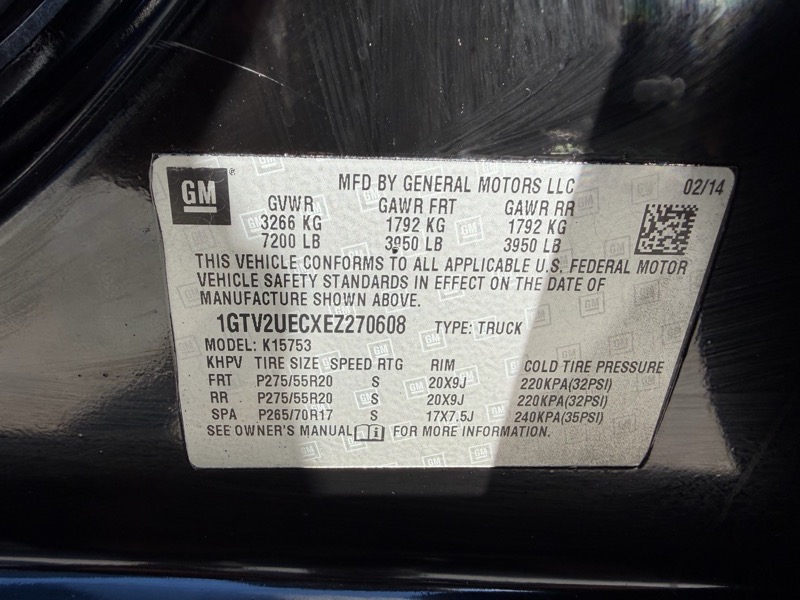 GM ® MFD BY GENERAL MOTORS LLC 02/14
GVWR GAWR FRT GAWR RR
3266 KG 1792 KG 1792 KG
7200 LB 3950 LB 3950 LB
THIS VEHICLE CONFORMS TO ALL APPLICABLE U.S. FEDERAL MOTOR
VEHICLE SAFETY STANDARDS IN EFFECT ON THE DATE OF
MANUFACTURE SHOWN ABOVE.
1GTV2UECXEZ270608 TYPE: TRUCK
MODEL: K15753
KHPV TIRE SIZE SPEED RTG RIM COLD TIRE PRESSURE
FRT P275/55R20 S 20X9J 220KPA(32PSI)
RR P275/55R20 S 20X9J 220KPA(32PSI)
SPA P265/70R17 S 17X7.5J 240KPA(35PSI)
SEE OWNER'S MANUAL FOR MORE INFORMATION.